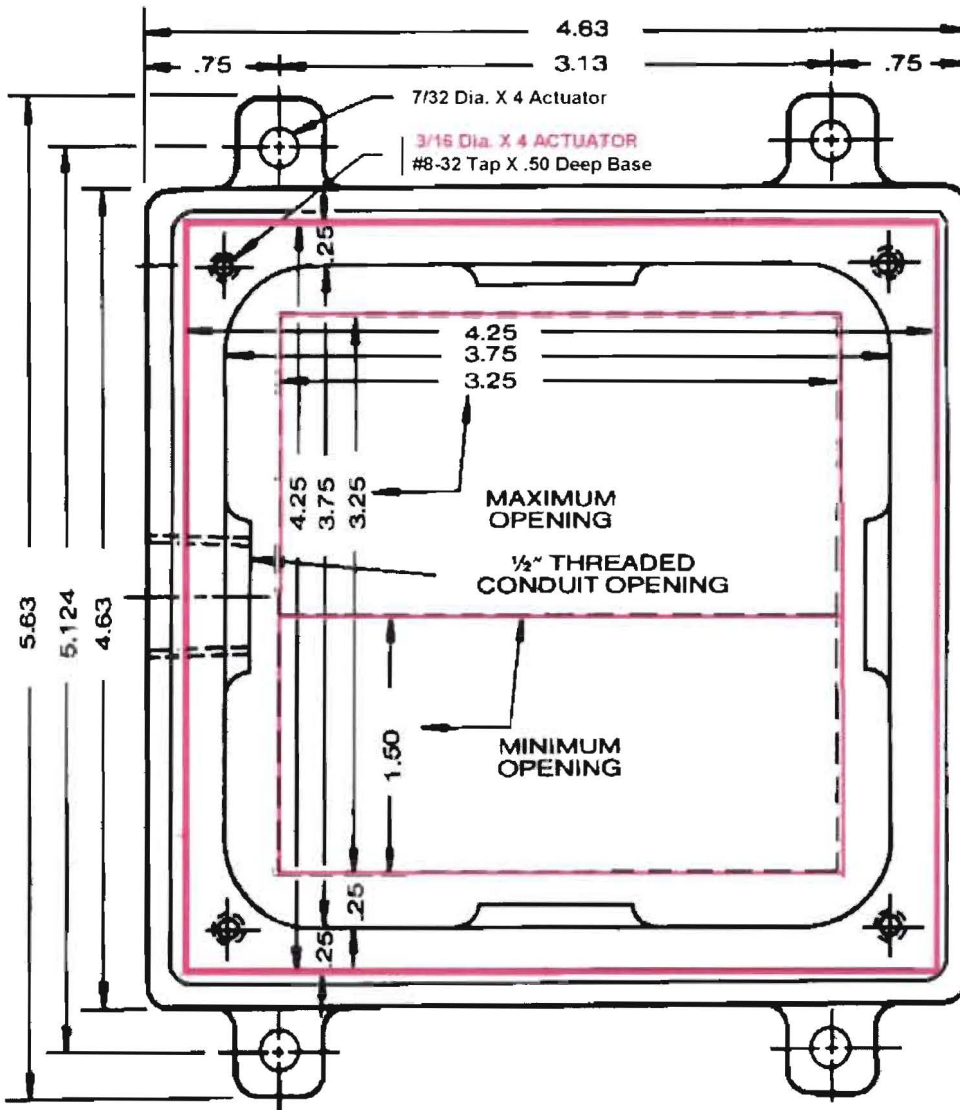 4.63
.75
3.13
.75
7/32 Dia. X 4 Actuator
3/16 Dia. X 4 ACTUATOR
#8-32 Tap X .50 Deep Base
.25
4.25
3.75
3.25
4.25
3.75
3.25
MAXIMUM
OPENING
½" THREADED
CONDUIT OPENING
5.63
5.124
4.63
1.50
MINIMUM
OPENING
.25
.25